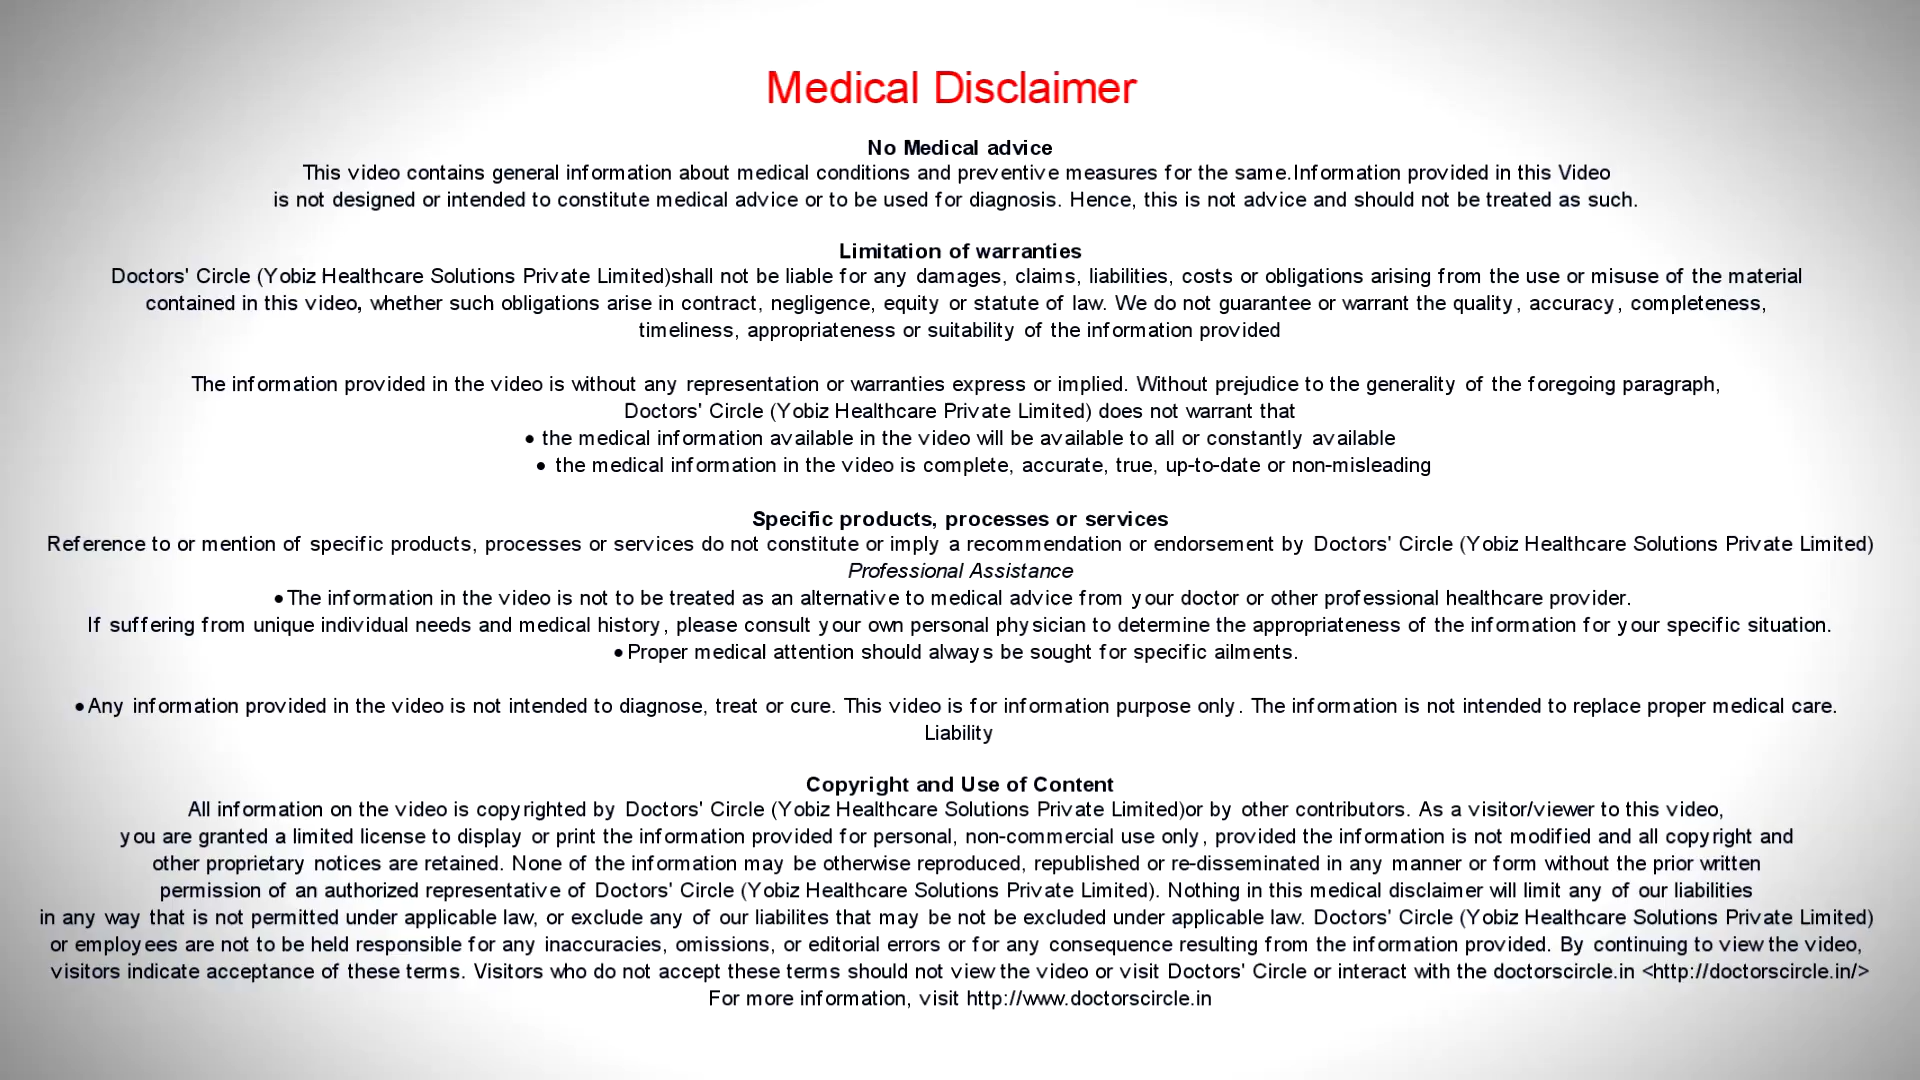 Medical Disclaimer
No Medical advice
This video contains general information about medical conditions and preventive measures for the same.Information provided in this Video
is not designed or intended to constitute medical advice or to be used for diagnosis. Hence, this is not advice and should not be treated as such.
Limitation of warranties
Doctors' Circle (Yobiz Healthcare Solutions Private Limited)shall not be liable for any damages, claims, liabilities, costs or obligations arising from the use or misuse of the material
contained in this video, whether such obligations arise in contract, negligence, equity or statute of law. We do not guarantee or warrant the quality, accuracy, completeness,
timeliness, appropriateness or suitability of the information provided
The information provided in the video is without any representation or warranties express or implied. Without prejudice to the generality of the foregoing paragraph,
Doctors' Circle (Yobiz Healthcare Private Limited) does not warrant that
• the medical information available in the video will be available to all or constantly available
• the medical information in the video is complete, accurate, true, up-to-date or non-misleading
Specific products, processes or services
Reference to or mention of specific products, processes or services do not constitute or imply a recommendation or endorsement by Doctors' Circle (Yobiz Healthcare Solutions Private Limited)
Professional Assistance
•The information in the video is not to be treated as an alternative to medical advice from your doctor or other professional healthcare provider.
If suffering from unique individual needs and medical history, please consult your own personal physician to determine the appropriateness of the information for your specific situation.
•Proper medical attention should always be sought for specific ailments.
•Any information provided in the video is not intended to diagnose, treat or cure. This video is for information purpose only. The information is not intended to replace proper medical care.
Liability
Copyright and Use of Content
All information on the video is copyrighted by Doctors' Circle (Yobiz Healthcare Solutions Private Limited)or by other contributors. As a visitor/viewer to this video,
you are granted a limited license to display or print the information provided for personal, non-commercial use only, provided the information is not modified and all copyright and
other proprietary notices are retained. None of the information may be otherwise reproduced, republished or re-disseminated in any manner or form without the prior written
permission of an authorized representative of Doctors' Circle (Yobiz Healthcare Solutions Private Limited). Nothing in this medical disclaimer will limit any of our liabilities
in any way that is not permitted under applicable law, or exclude any of our liabilites that may be not be excluded under applicable law. Doctors' Circle (Yobiz Healthcare Solutions Private Limited)
or employees are not to be held responsible for any inaccuracies, omissions, or editorial errors or for any consequence resulting from the information provided. By continuing to view the video,
visitors indicate acceptance of these terms. Visitors who do not accept these terms should not view the video or visit Doctors' Circle or interact with the doctorscircle.in <http://doctorscircle.in/>
For more information, visit http://www.doctorscircle.in